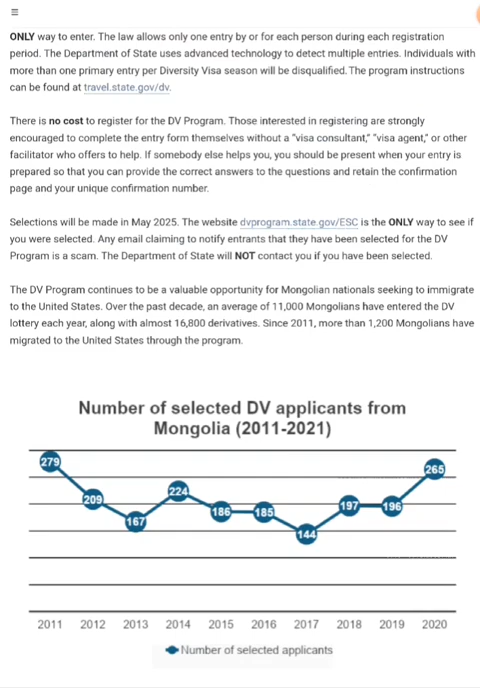 ONLY way to enter. The law allows only one entry by or for each person during each registration
period. The Department of State uses advanced technology to detect multiple entries. Individuals with
more than one primary entry per Diversity Visa season will be disqualified. The program instructions
can be found at travel.state.gov/dv.
There is no cost to register for the DV Program. Those interested in registering are strongly
encouraged to complete the entry form themselves without a “visa consultant,” “visa agent,” or other
facilitator who offers to help. If somebody else helps you, you should be present when your entry is
prepared so that you can provide the correct answers to the questions and retain the confirmation
page and your unique confirmation number.
Selections will be made in May 2025. The website dvprogram.state.gov/ESC is the ONLY way to see if
you were selected. Any email claiming to notify entrants that they have been selected for the DV
Program is a scam. The Department of State will NOT contact you if you have been selected.
The DV Program continues to be a valuable opportunity for Mongolian nationals seeking to immigrate
to the United States. Over the past decade, an average of 11,000 Mongolians have entered the DV
lottery each year, along with almost 16,800 derivatives. Since 2011, more than 1,200 Mongolians have
migrated to the United States through the program.
Number of selected DV applicants from
Mongolia (2011-2021)
279 209 167 224 186 185 144 197 196 265
2011 2012 2013 2014 2015 2016 2017 2018 2019 2020
Number of selected applicants